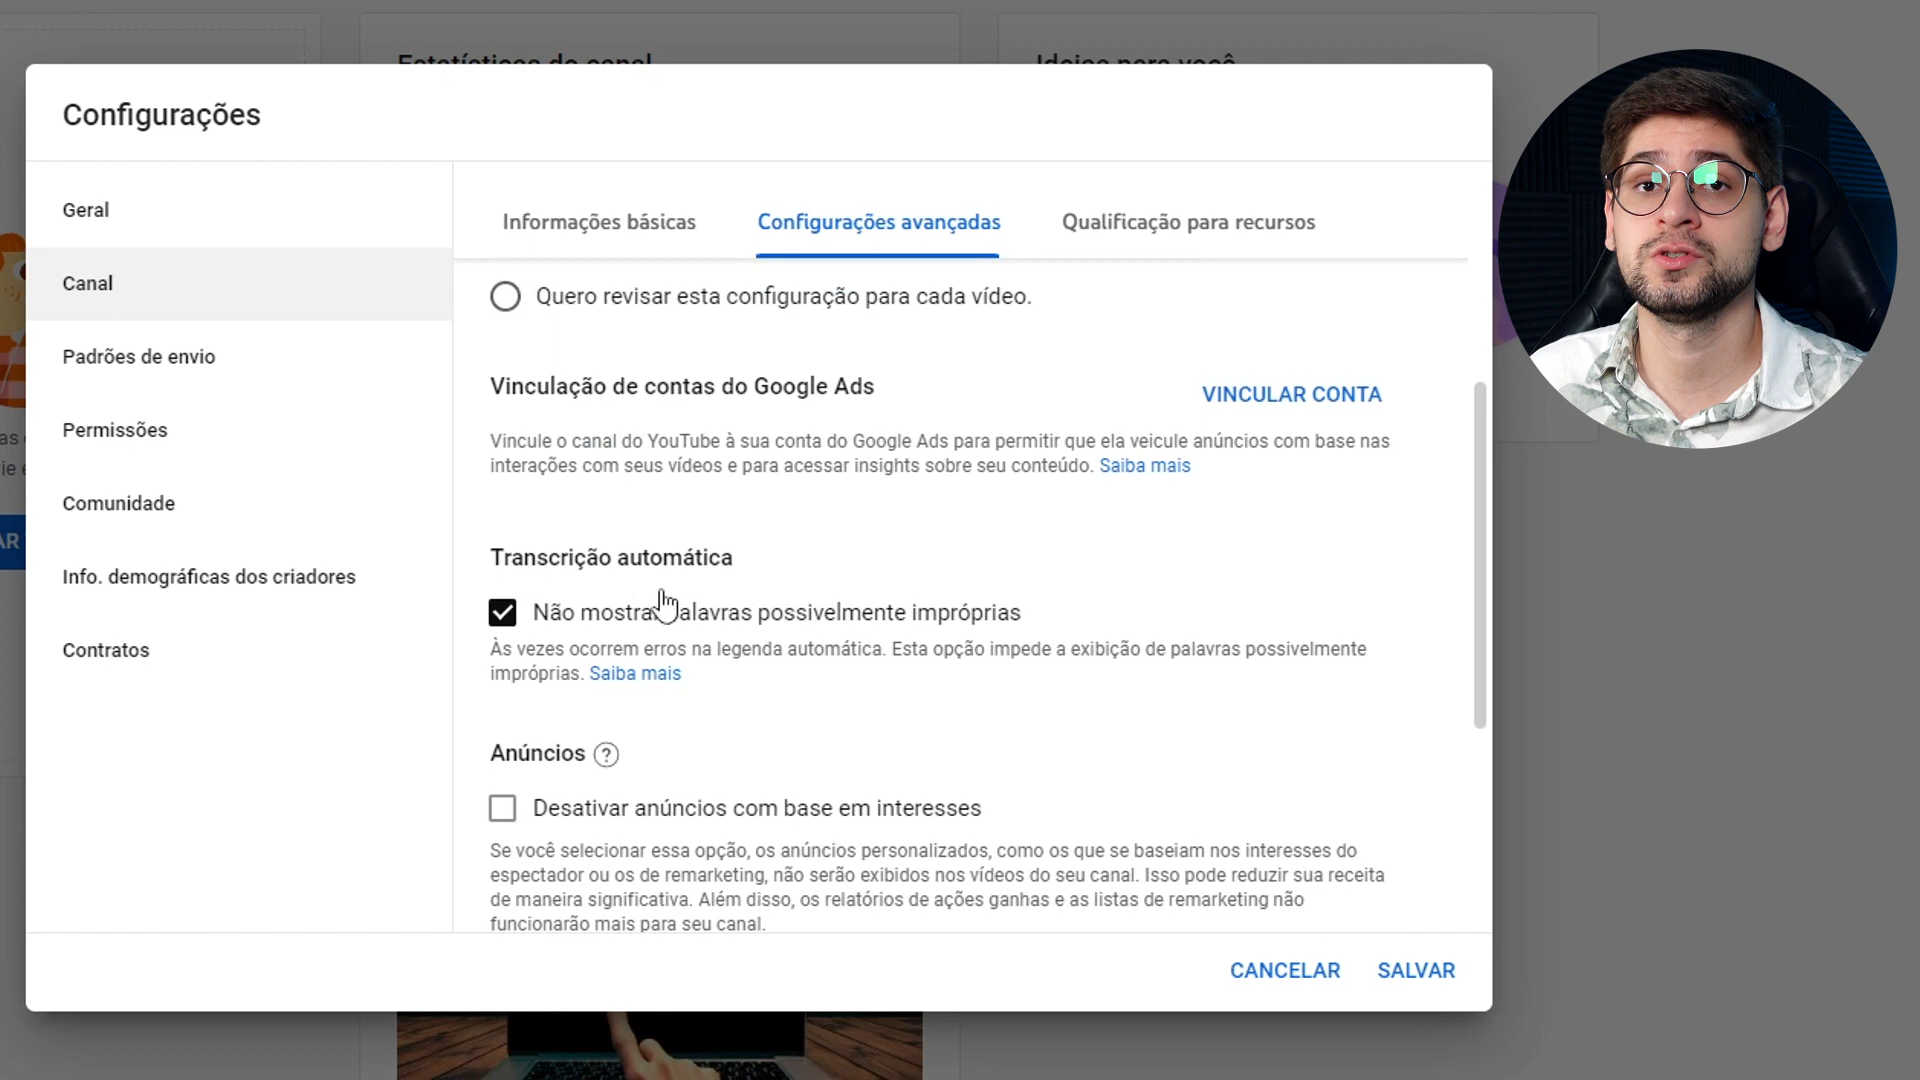 Estatísticas do canal
Ideias para você
Configurações
Geral
Canal
Padrões de envio
Permissões
Comunidade
Info. demográficas dos criadores
Contratos
Informações básicas
Configurações avançadas
Qualificação para recursos
Quero revisar esta configuração para cada vídeo.
Vinculação de contas do Google Ads
VINCULAR CONTA
Vincule o canal do YouTube à sua conta do Google Ads para permitir que ela veicule anúncios com base nas
interações com seus vídeos e para acessar insights sobre seu conteúdo. Saiba mais
Transcrição automática
Não mostrar palavras possivelmente impróprias
Às vezes ocorrem erros na legenda automática. Esta opção impede a exibição de palavras possivelmente
impróprias. Saiba mais
Anúncios ?
Desativar anúncios com base em interesses
Se você selecionar essa opção, os anúncios personalizados, como os que se baseiam nos interesses do
espectador ou os de remarketing, não serão exibidos nos vídeos do seu canal. Isso pode reduzir sua receita
de maneira significativa. Além disso, os relatórios de ações ganhas e as listas de remarketing não
funcionarão mais para seu canal.
CANCELAR
SALVAR